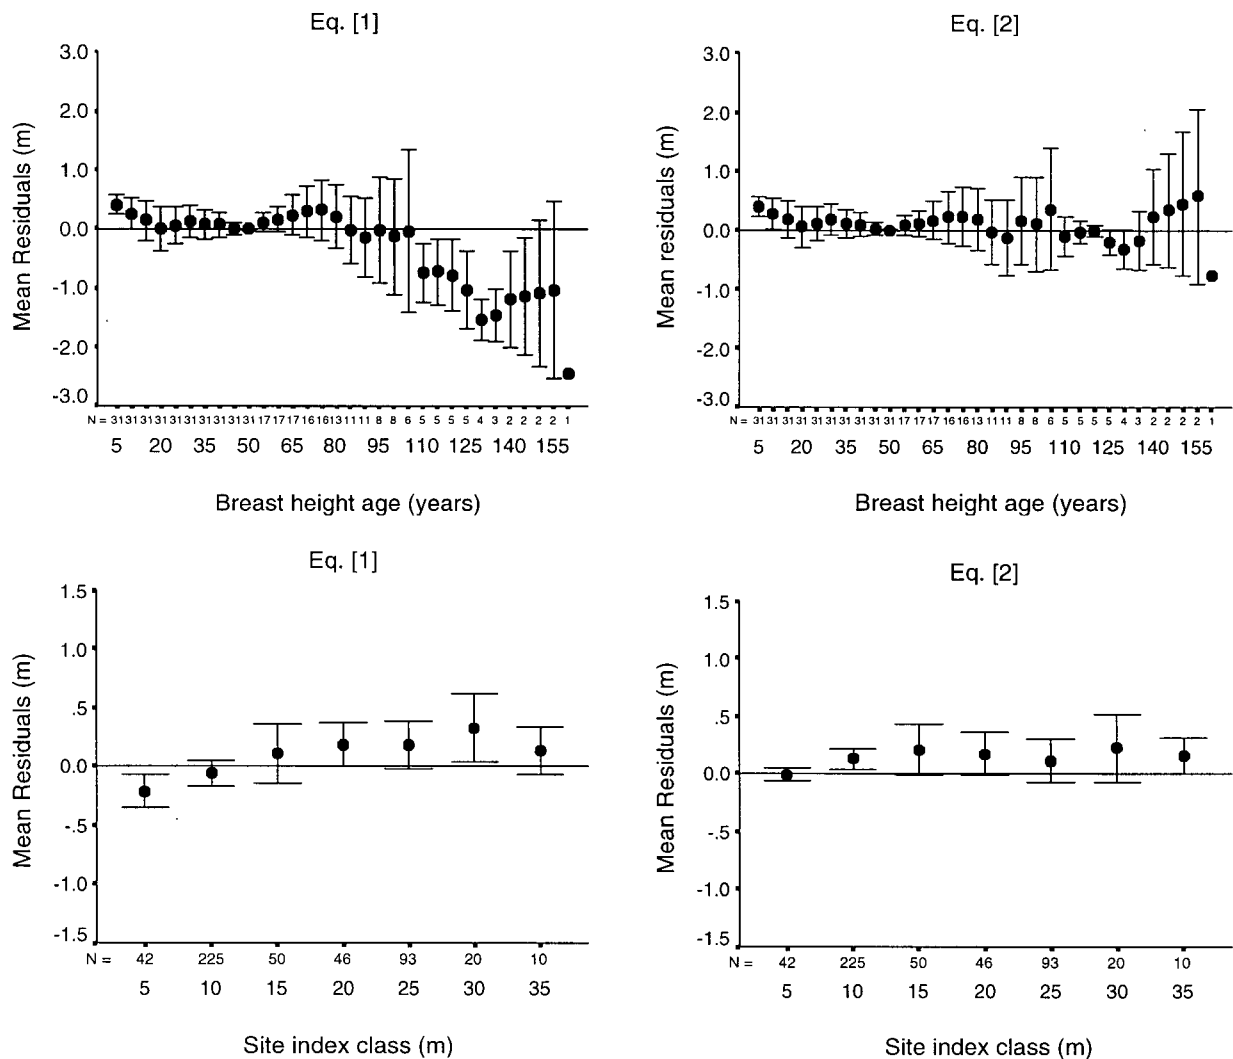 Eq. [1]
3.0
2.0
1.0
0.0
-1.0
-2.0
-3.0
Mean Residuals (m)
N = 31 31 31 31 31 31 31 31 31 31 17 17 17 16 16 13 11 11 8 8 6 5 5 5 5 4 3 2 2 2 2 1
5 20 35 50 65 80 95 110 125 140 155
Breast height age (years)
Eq. [2]
3.0
2.0
1.0
0.0
-1.0
-2.0
-3.0
Mean residuals (m)
N = 31 31 31 31 31 31 31 31 31 31 17 17 17 16 16 13 11 11 8 8 6 5 5 5 5 4 3 2 2 2 2 1
5 20 35 50 65 80 95 110 125 140 155
Breast height age (years)
Eq. [1]
1.5
1.0
.5
0.0
-.5
-1.0
-1.5
Mean Residuals (m)
N = 42 225 50 46 93 20 10
5 10 15 20 25 30 35
Site index class (m)
Eq. [2]
1.5
1.0
.5
0.0
-.5
-1.0
-1.5
Mean Residuals (m)
N = 42 225 50 46 93 20 10
5 10 15 20 25 30 35
Site index class (m)